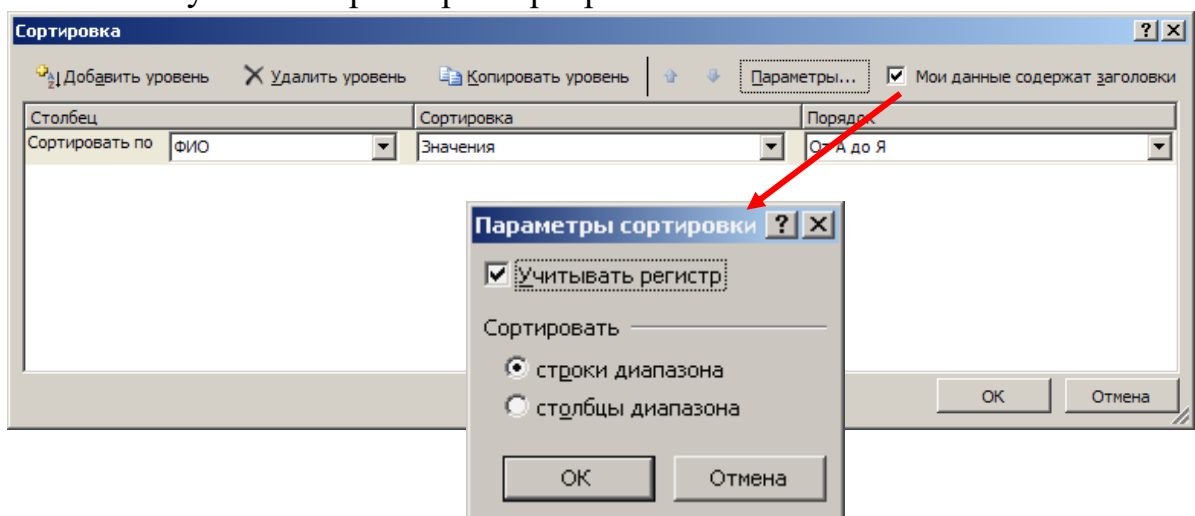 Сортировка
Добавить уровень Удалить уровень Копировать уровень Параметры... Мои данные содержат заголовки
Столбец Сортировка Порядок
Сортировать по ФИО Значения От А до Я
Параметры сортировки
Учитывать регистр
Сортировать
строки диапазона
столбцы диапазона
ОК Отмена
ОК Отмена